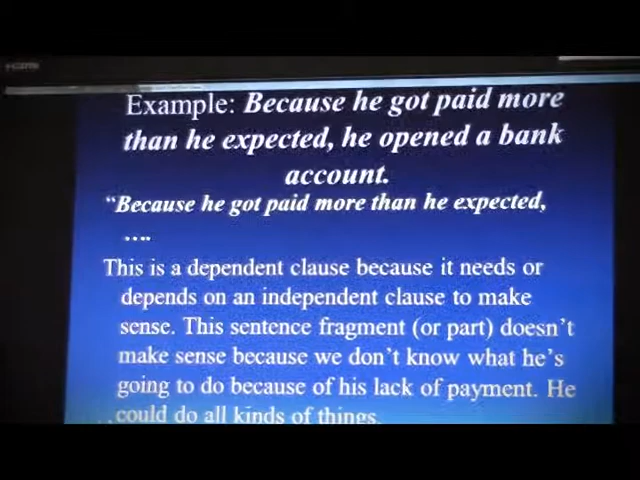 Example: Because he got paid more
than he expected, he opened a bank
account.
"Because he got paid more than he expected,
....
This is a dependent clause because it needs or
depends on an independent clause to make
sense. This sentence fragment (or part) doesn't
make sense because we don't know what he's
going to do because of his lack of payment. He
could do all kinds of things.